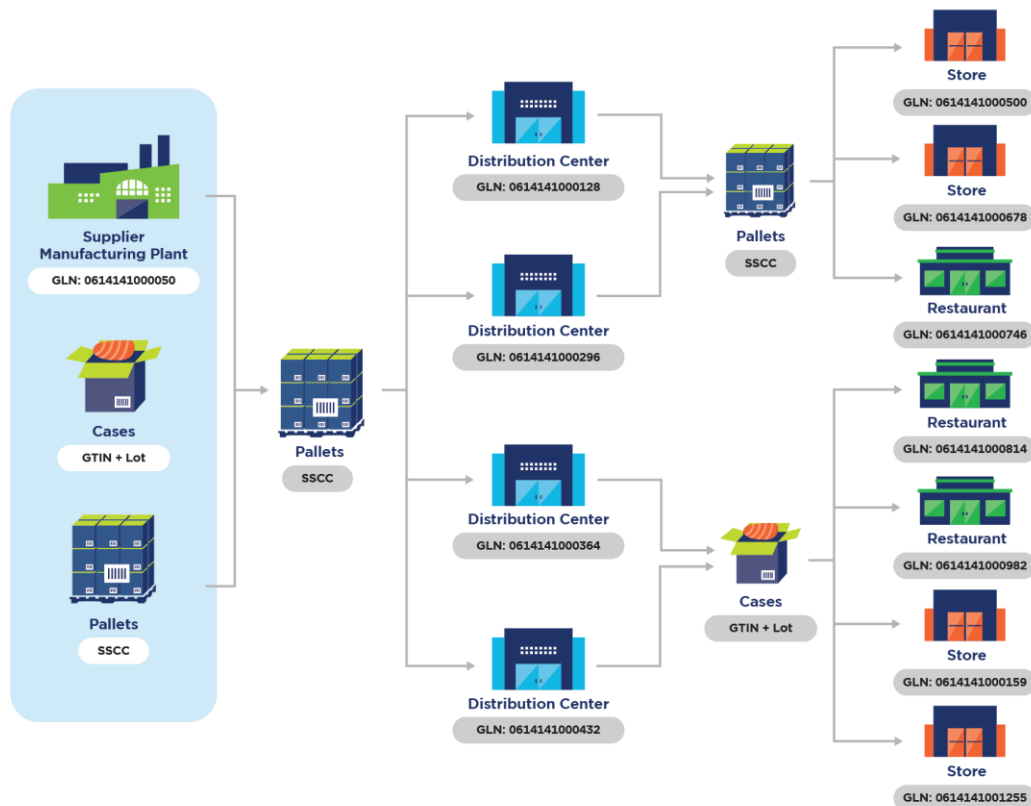 Supplier
Manufacturing Plant
GLN: 0614141000050
Cases
GTIN + Lot
Pallets
SSCC
Pallets
SSCC
Distribution Center
GLN: 0614141000128
Distribution Center
GLN: 0614141000296
Distribution Center
GLN: 0614141000364
Distribution Center
GLN: 0614141000432
Pallets
SSCC
Cases
GTIN + Lot
Store
GLN: 0614141000500
Store
GLN: 0614141000678
Restaurant
GLN: 0614141000746
Restaurant
GLN: 0614141000814
Restaurant
GLN: 0614141000982
Store
GLN: 0614141000159
Store
GLN: 0614141001255